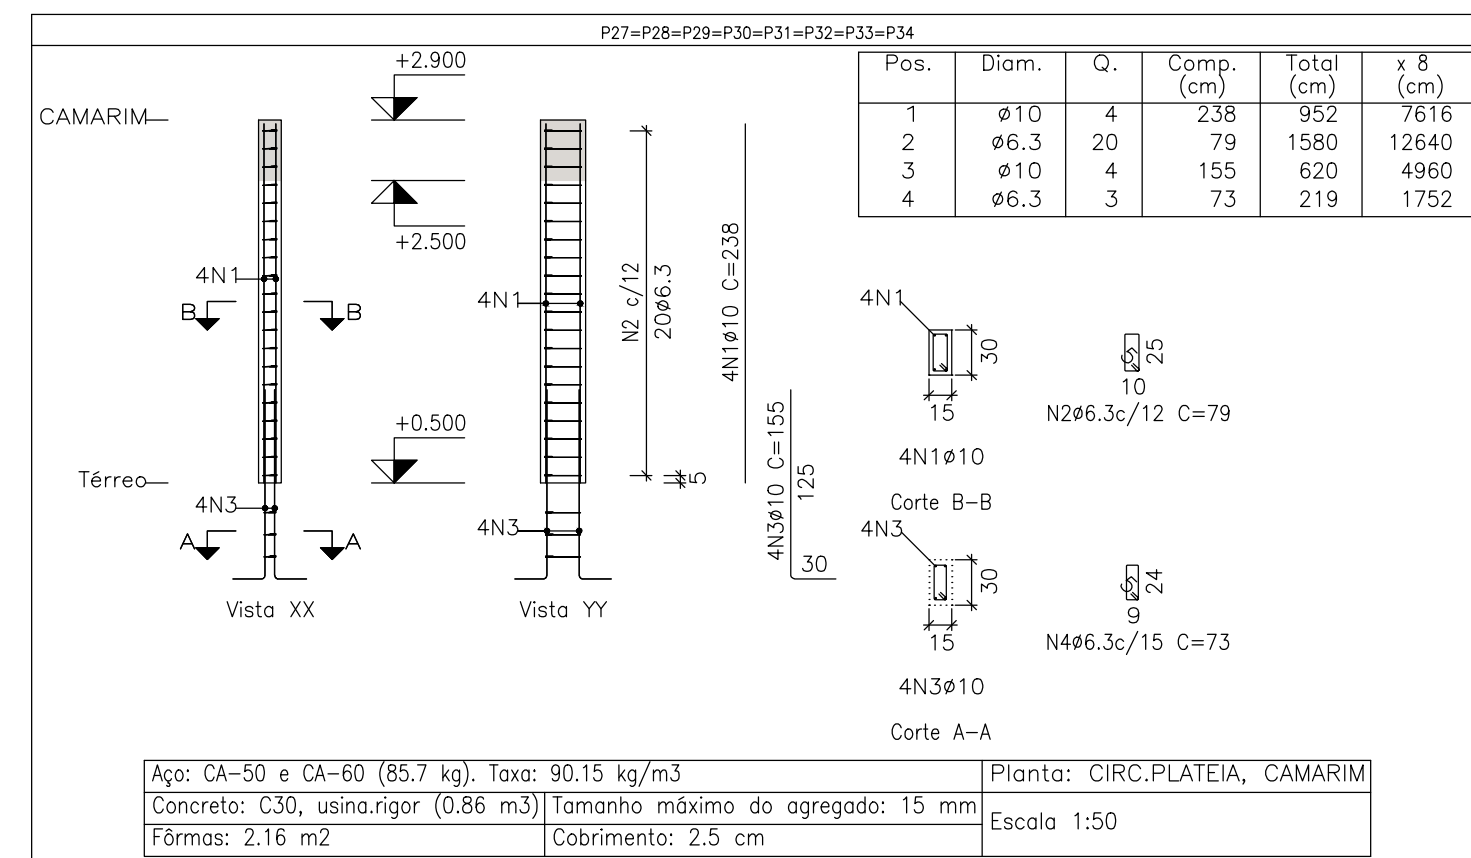 P27=P28=P29=P30=P31=P32=P33=P34
Pos. Diam. Q. Comp. (cm) Total (cm) x 8 (cm)
1 ø10 4 238 952 7616
2 ø6.3 20 79 1580 12640
3 ø10 4 155 620 4960
4 ø6.3 3 73 219 1752
+2.900
CAMARIM
+2.500
4N1
B B
+0.500
Térreo
4N3
A A
Vista XX
4N1
4N3
Vista YY
N2 c/12
20ø6.3
5
4N1ø10 C=238
4N3ø10 C=155
125
30
4N1
30
15
4N1ø10
Corte B-B
5
25
10
N2ø6.3c/12 C=79
4N3
30
15
4N3ø10
Corte A-A
5
24
9
N4ø6.3c/15 C=73
Aço: CA-50 e CA-60 (85.7 kg). Taxa: 90.15 kg/m3
Planta: CIRC.PLATEIA, CAMARIM
Concreto: C30, usina.rigor (0.86 m3)
Tamanho máximo do agregado: 15 mm
Escala 1:50
Fôrmas: 2.16 m2
Cobrimento: 2.5 cm